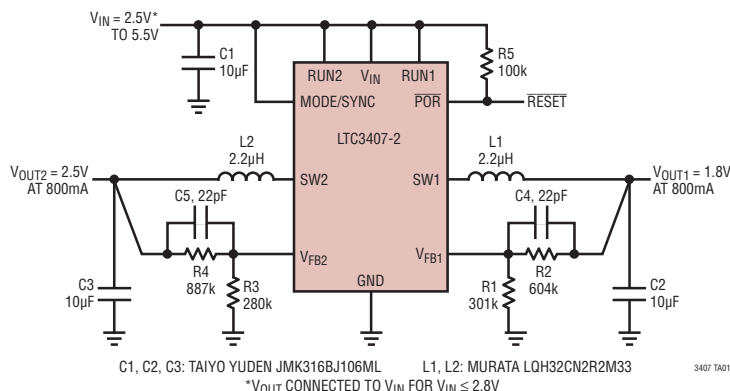 VIN = 2.5V*
TO 5.5V
C1
10µF
RUN2
VIN
RUN1
R5
100k
MODE/SYNC
POR
RESET
LTC3407-2
L2
2.2µH
L1
2.2µH
VOUT2 = 2.5V
AT 800mA
SW2
SW1
VOUT1 = 1.8V
AT 800mA
C5, 22pF
C4, 22pF
VFB2
VFB1
R4
887k
R2
604k
C3
10µF
R3
280k
GND
R1
301k
C2
10µF
C1, C2, C3: TAIYO YUDEN JMK316BJ106ML
L1, L2: MURATA LQH32CN2R2M33
3407 TA01
*VOUT CONNECTED TO VIN FOR VIN ≤ 2.8V